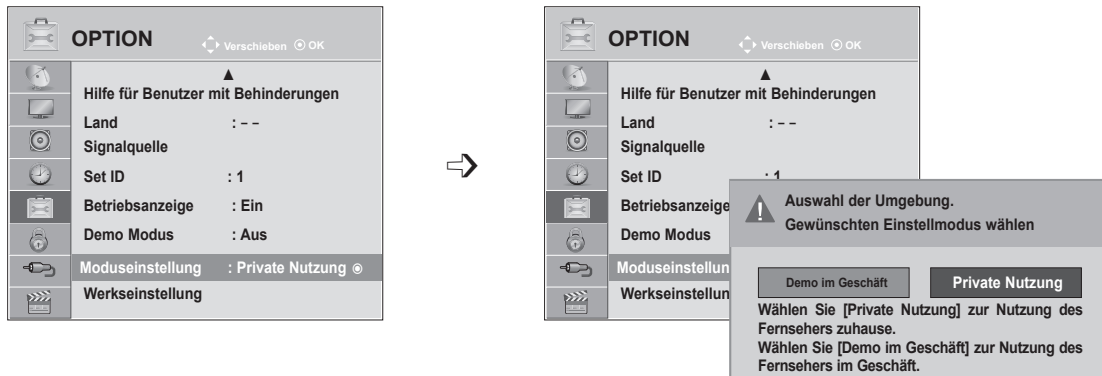 OPTION
Verschieben OK
▲
Hilfe für Benutzer mit Behinderungen
Land : – –
Signalquelle
Set ID : 1
Betriebsanzeige : Ein
Demo Modus : Aus
Moduseinstellung : Private Nutzung
Werkseinstellung
OPTION
Verschieben OK
▲
Hilfe für Benutzer mit Behinderungen
Land : – –
Signalquelle
Set ID : 1
Betriebsanzeige
Demo Modus
Moduseinstellun
Werkseinstellun
Auswahl der Umgebung.
Gewünschten Einstellmodus wählen
Demo im Geschäft Private Nutzung
Wählen Sie [Private Nutzung] zur Nutzung des
Fernsehers zuhause.
Wählen Sie [Demo im Geschäft] zur Nutzung des
Fernsehers im Geschäft.